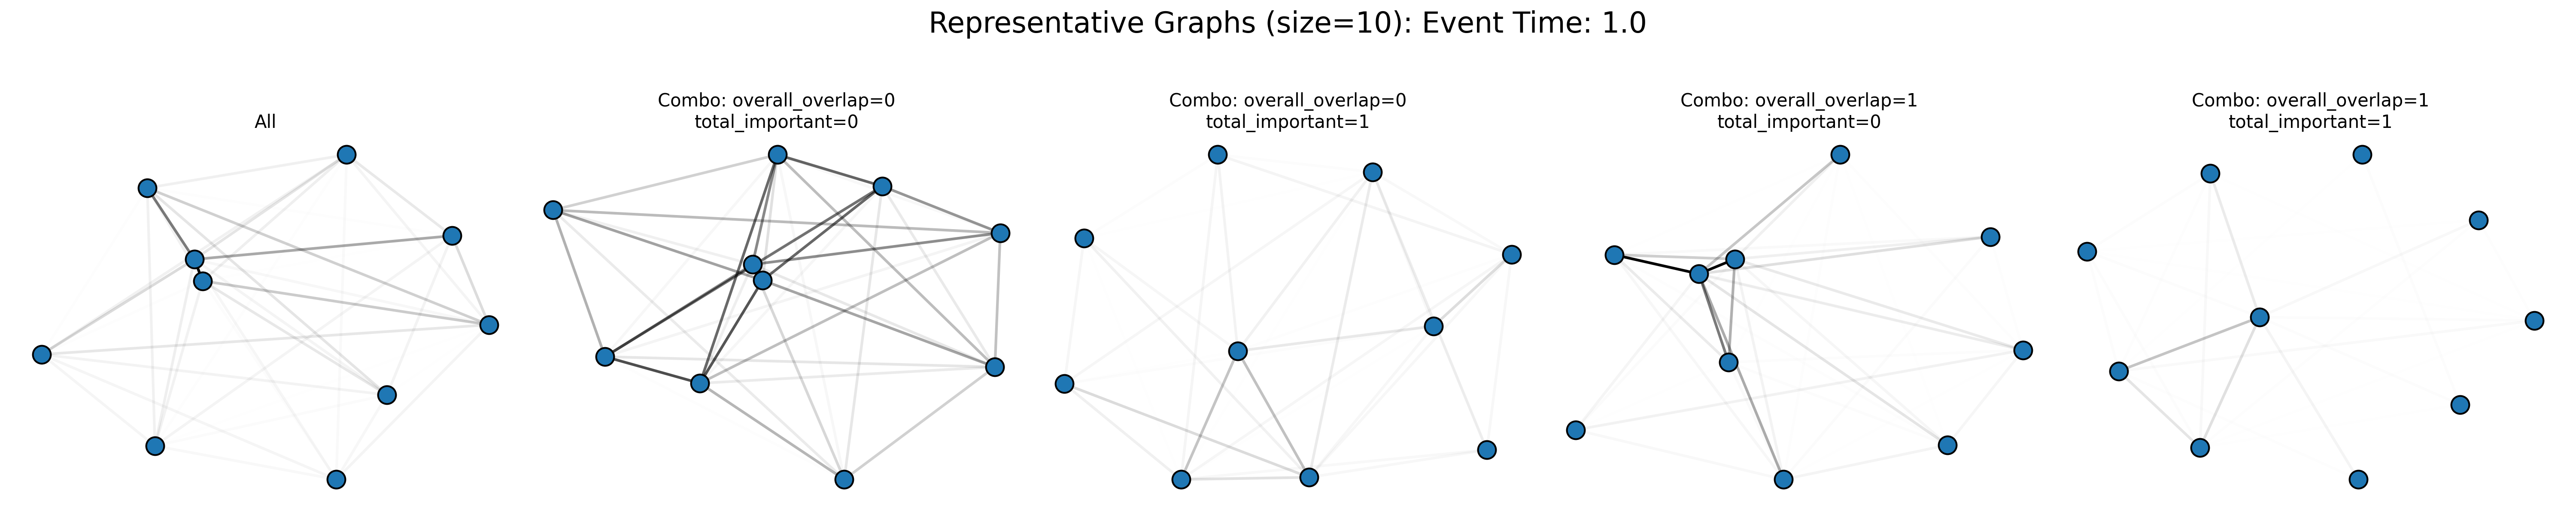 Representative Graphs (size=10): Event Time: 1.0
All
Combo: overall_overlap=0
total_important=0
Combo: overall_overlap=0
total_important=1
Combo: overall_overlap=1
total_important=0
Combo: overall_overlap=1
total_important=1